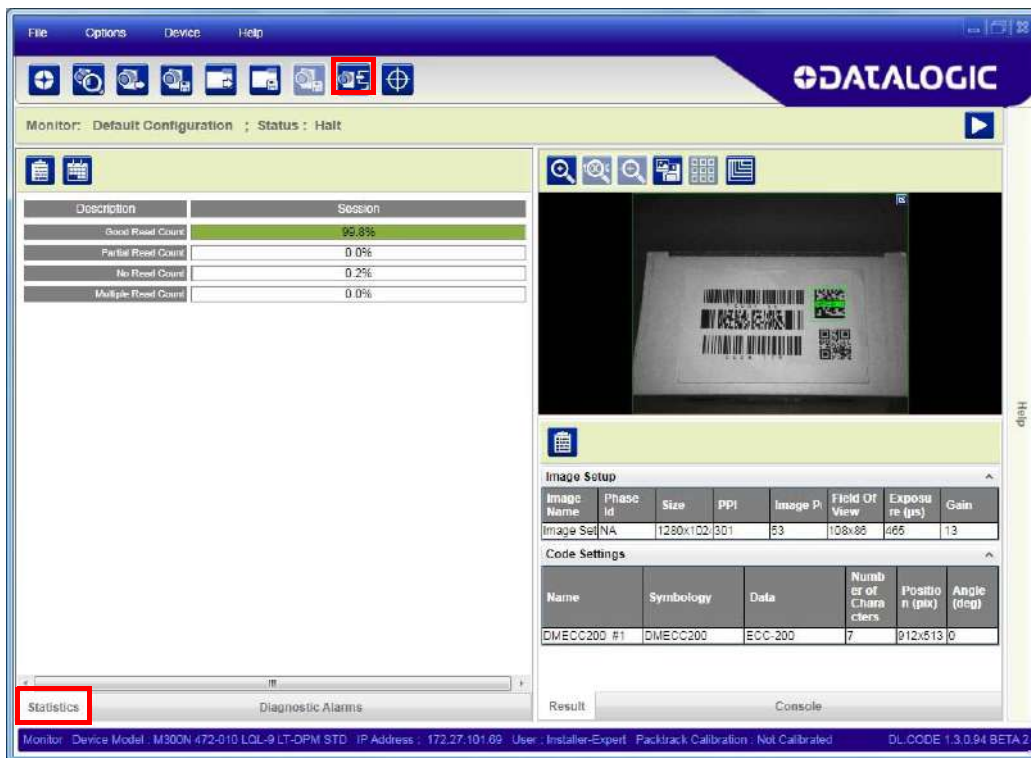 File Options Device Help
DATALOGIC
Monitor: Default Configuration ; Status : Halt
Description Session
Good Read Count 99.8%
Partial Read Count 0.0%
No Read Count 0.2%
Multiple Read Count 0.0%
Help
Image Setup
Image Name Phase Id Size PPI Image P Field Of View Exposure (µs) Gain
Image Set NA 1280x102 301 53 108x86 465 13
Code Settings
Name Symbology Data Number of Characters Position (pix) Angle (deg)
DMECC200 #1 DMECC200 ECC-200 7 912x513 0
Statistics Diagnostic Alarms Result Console
Monitor Device Model : M300N 472-010 LQL-9 LT-DPM STD IP Address : 172.27.101.69 User : Installer-Expert Packtrack Calibration : Not Calibrated DL.CODE 1.3.0.94 BETA 2